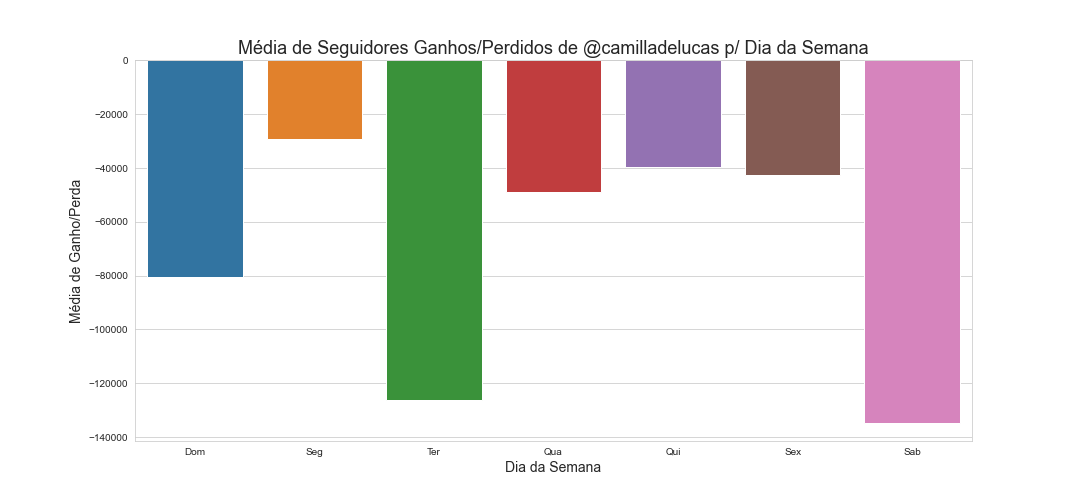 Média de Seguidores Ganhos/Perdidos de @camilladelucas p/ Dia da Semana
Média de Ganho/Perda
0
−20000
−40000
−60000
−80000
−100000
−120000
−140000
Dom Seg Ter Qua Qui Sex Sab
Dia da Semana